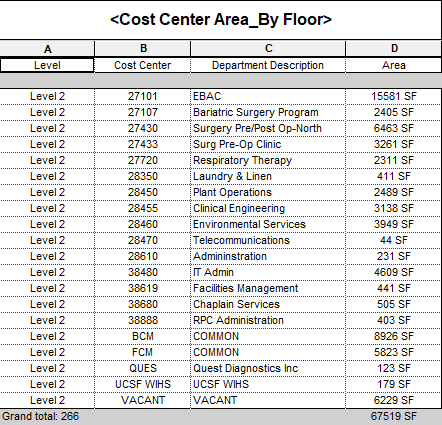 <Cost Center Area_By Floor>
A B C D
Level Cost Center Department Description Area
Level 2 27101 EBAC 15581 SF
Level 2 27107 Bariatric Surgery Program 2405 SF
Level 2 27430 Surgery Pre/Post Op-North 6463 SF
Level 2 27433 Surg Pre-Op Clinic 3261 SF
Level 2 27720 Respiratory Therapy 2311 SF
Level 2 28350 Laundry & Linen 411 SF
Level 2 28450 Plant Operations 2489 SF
Level 2 28455 Clinical Engineering 3138 SF
Level 2 28460 Environmental Services 3949 SF
Level 2 28470 Telecommunications 44 SF
Level 2 28610 Admininstration 231 SF
Level 2 38480 IT Admin 4609 SF
Level 2 38619 Facilities Management 441 SF
Level 2 38680 Chaplain Services 505 SF
Level 2 38888 RPC Administration 403 SF
Level 2 BCM COMMON 8926 SF
Level 2 FCM COMMON 5823 SF
Level 2 QUES Quest Diagnostics Inc 123 SF
Level 2 UCSF WIHS UCSF WIHS 179 SF
Level 2 VACANT VACANT 6229 SF
Grand total: 266 67519 SF